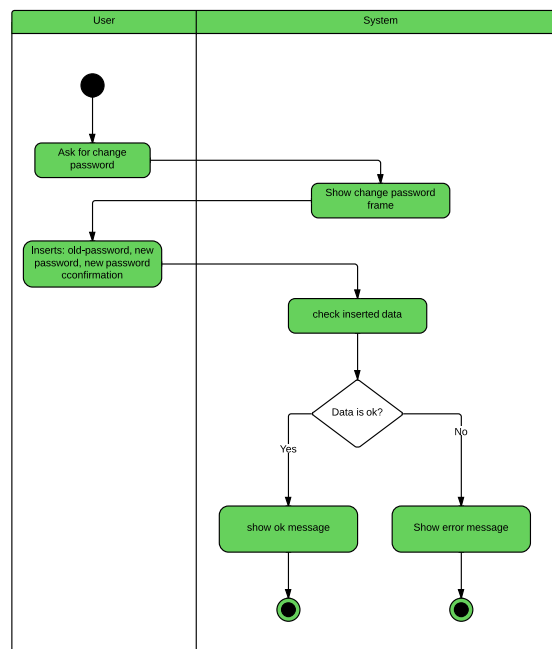 User
System
Ask for change
password
Show change password
frame
Inserts: old-password, new
password, new password
cconfirmation
check inserted data
Data is ok?
Yes
No
show ok message
Show error message